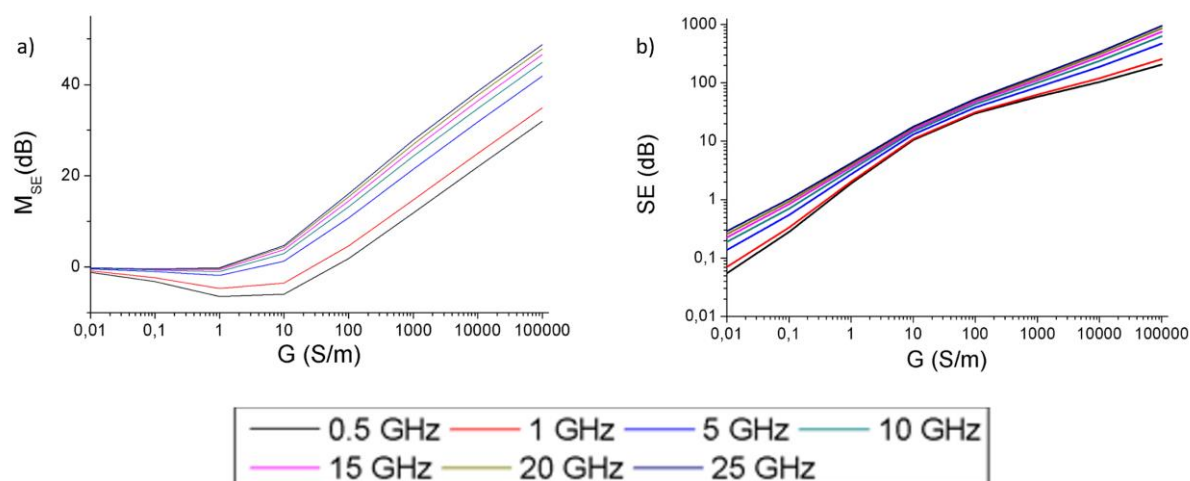 a)
M_SE (dB)
40
20
0
0,01 0,1 1 10 100 1000 10000 100000
G (S/m)
b)
SE (dB)
1000
100
10
1
0,1
0,01
0,01 0,1 1 10 100 1000 10000 100000
G (S/m)
0.5 GHz 1 GHz 5 GHz 10 GHz
15 GHz 20 GHz 25 GHz